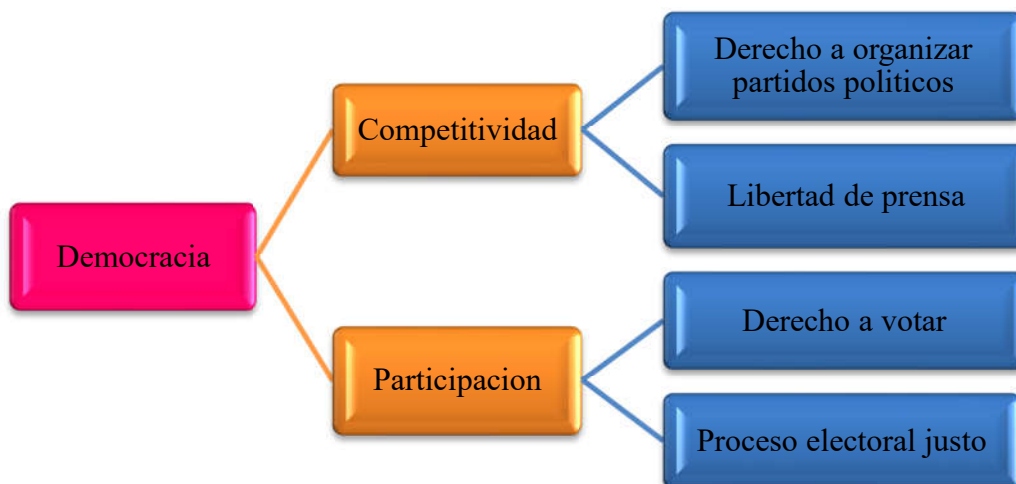 Democracia
Competitividad
Derecho a organizar
partidos politicos
Libertad de prensa
Participacion
Derecho a votar
Proceso electoral justo